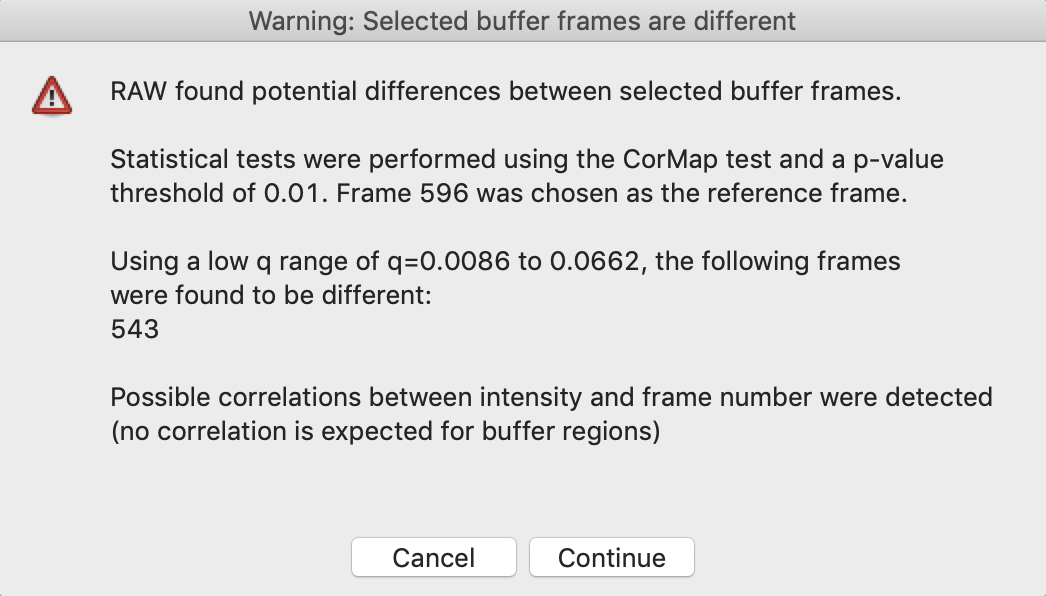 Warning: Selected buffer frames are different
RAW found potential differences between selected buffer frames.
Statistical tests were performed using the CorMap test and a p-value
threshold of 0.01. Frame 596 was chosen as the reference frame.
Using a low q range of q=0.0086 to 0.0662, the following frames
were found to be different:
543
Possible correlations between intensity and frame number were detected
(no correlation is expected for buffer regions)
Cancel
Continue